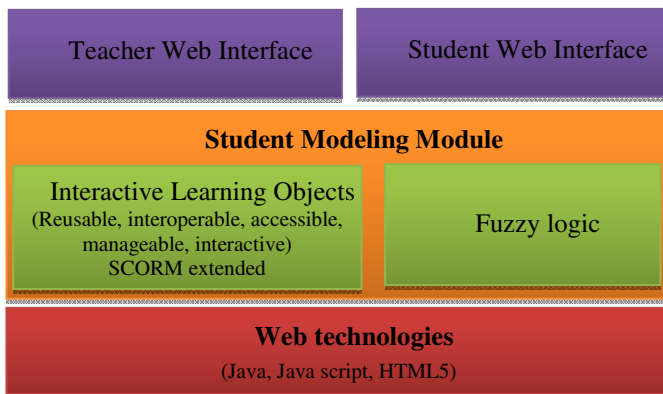 Teacher Web Interface
Student Web Interface
Student Modeling Module
Interactive Learning Objects
(Reusable, interoperable, accessible,
manageable, interactive)
SCORM extended
Fuzzy logic
Web technologies
(Java, Java script, HTML5)